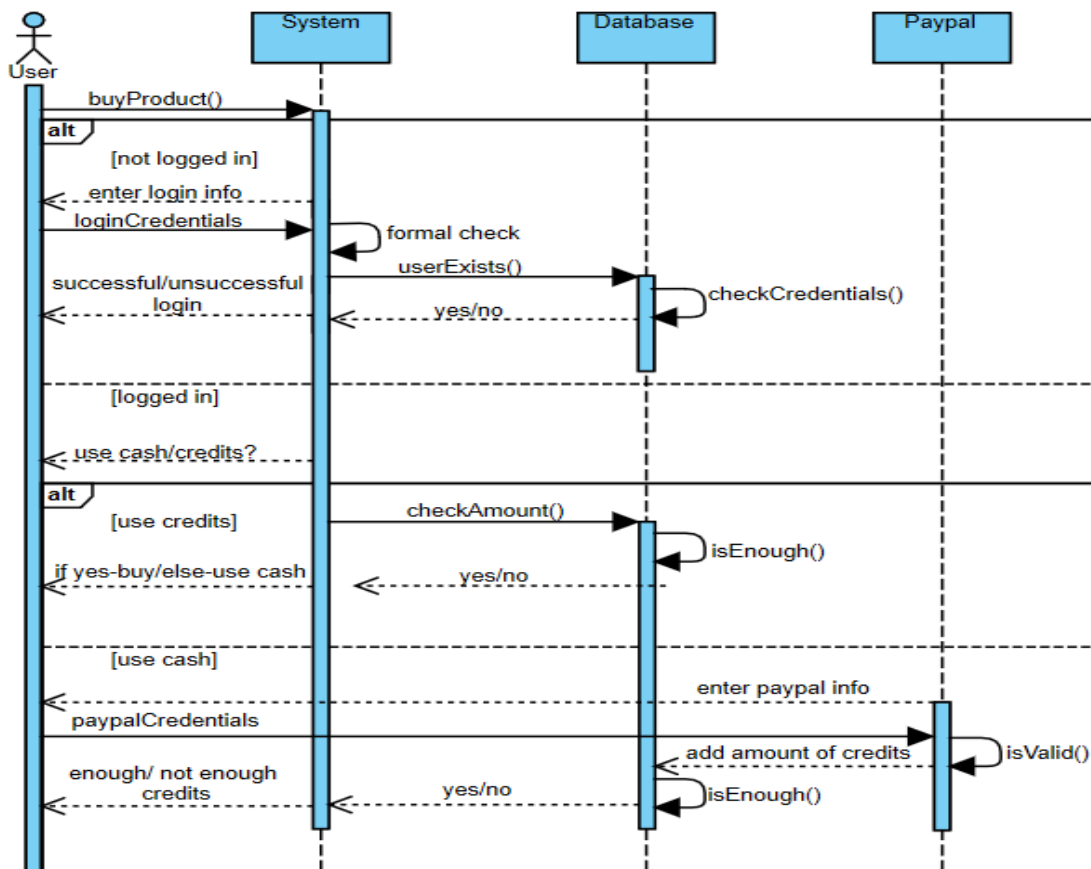 System
Database
Paypal
User
buyProduct()
alt
[not logged in]
enter login info
loginCredentials
formal check
userExists()
successful/unsuccessful
login
checkCredentials()
yes/no
[logged in]
use cash/credits?
alt
[use credits]
checkAmount()
isEnough()
if yes-buy/else-use cash
yes/no
[use cash]
enter paypal info
paypalCredentials
add amount of credits
isValid()
enough/ not enough
credits
yes/no
isEnough()